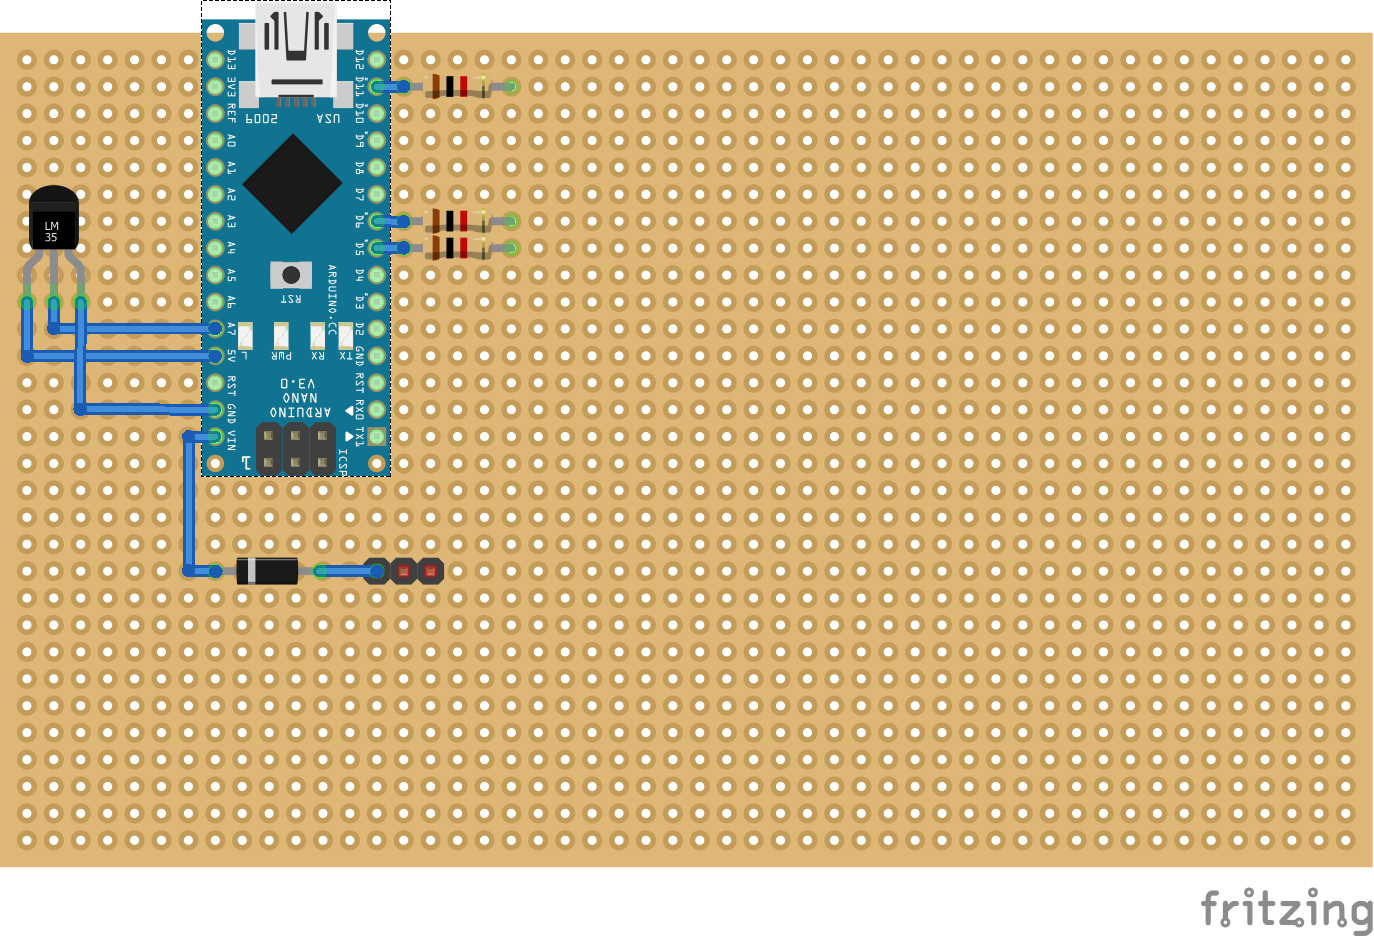 D13
3V3
REF
A0
A1
A2
A3
A4
A5
A6
A7
5V
RST
GND
VIN
D12
D11
D10
D9
D8
D7
D6
D5
D4
D3
D2
GND
RST
RX0
TX1
6002
USA
LM
35
RST
ARDUINO.CC
L
PWR
RX
TX
ARDUINO
NANO
V3.0
1
ICSP
fritzing